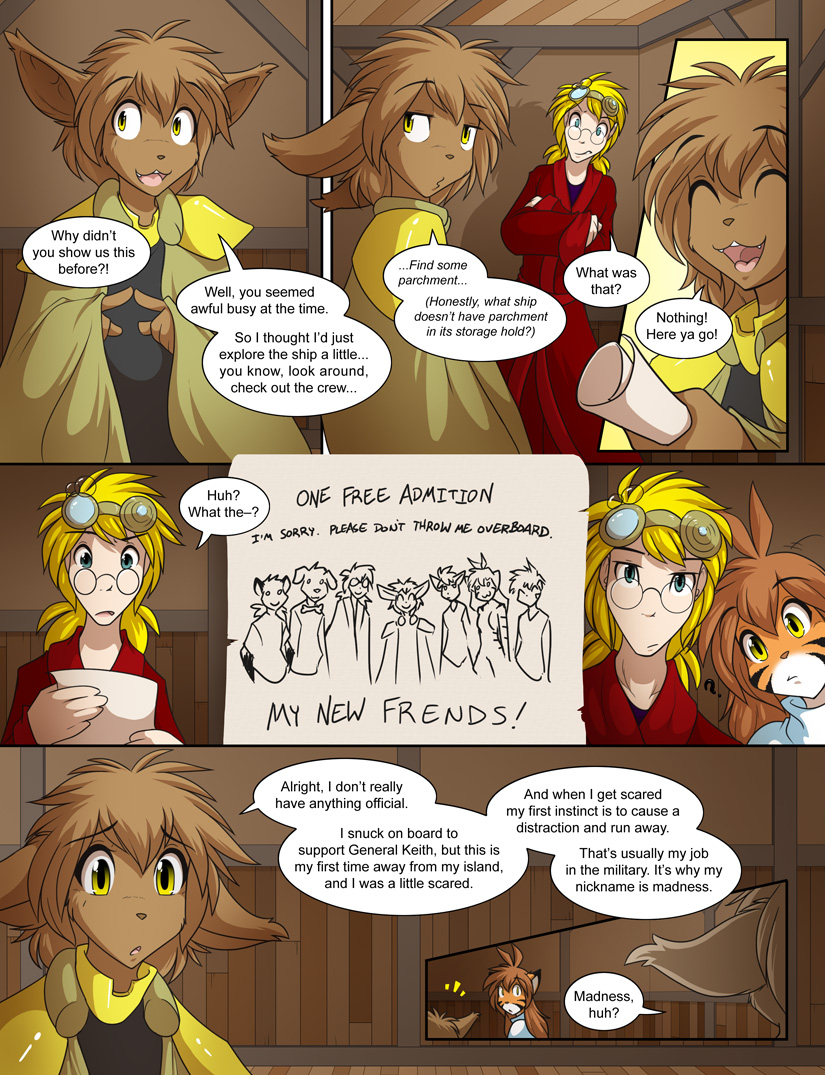 Why didn't
you show us this
before?!
Well, you seemed
awful busy at the time.
So I thought I'd just
explore the ship a little...
you know, look around,
check out the crew...
...Find some
parchment...
(Honestly, what ship
doesn't have parchment
in its storage hold?)
What was
that?
Nothing!
Here ya go!
Huh?
What the–?
ONE FREE ADMITION
I'M SORRY. PLEASE DON'T THROW ME OVERBOARD.
MY NEW FRENDS!
?.
Alright, I don't really
have anything official.
I snuck on board to
support General Keith, but this is
my first time away from my island,
and I was a little scared.
And when I get scared
my first instinct is to cause a
distraction and run away.
That's usually my job
in the military. It's why my
nickname is madness.
Madness,
huh?